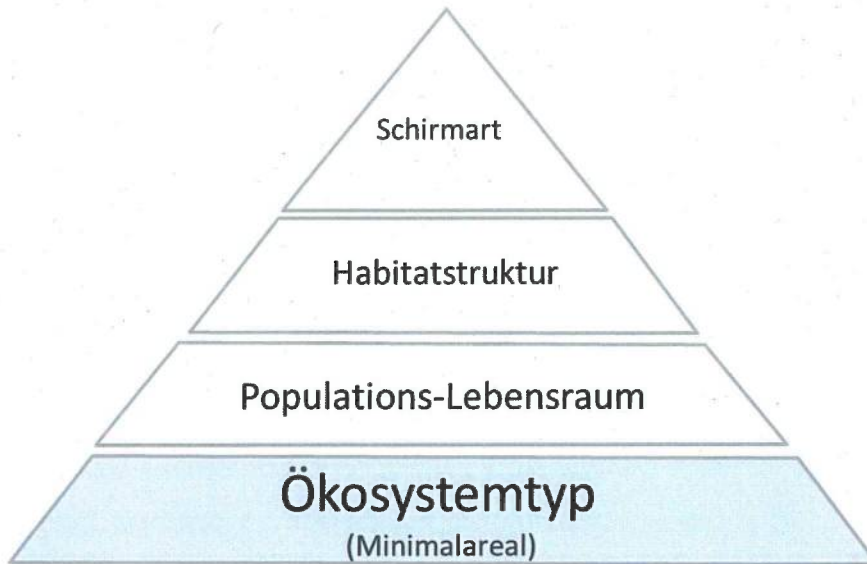 Schirmart
Habitatstruktur
Populations-Lebensraum
Ökosystemtyp
(Minimalareal)